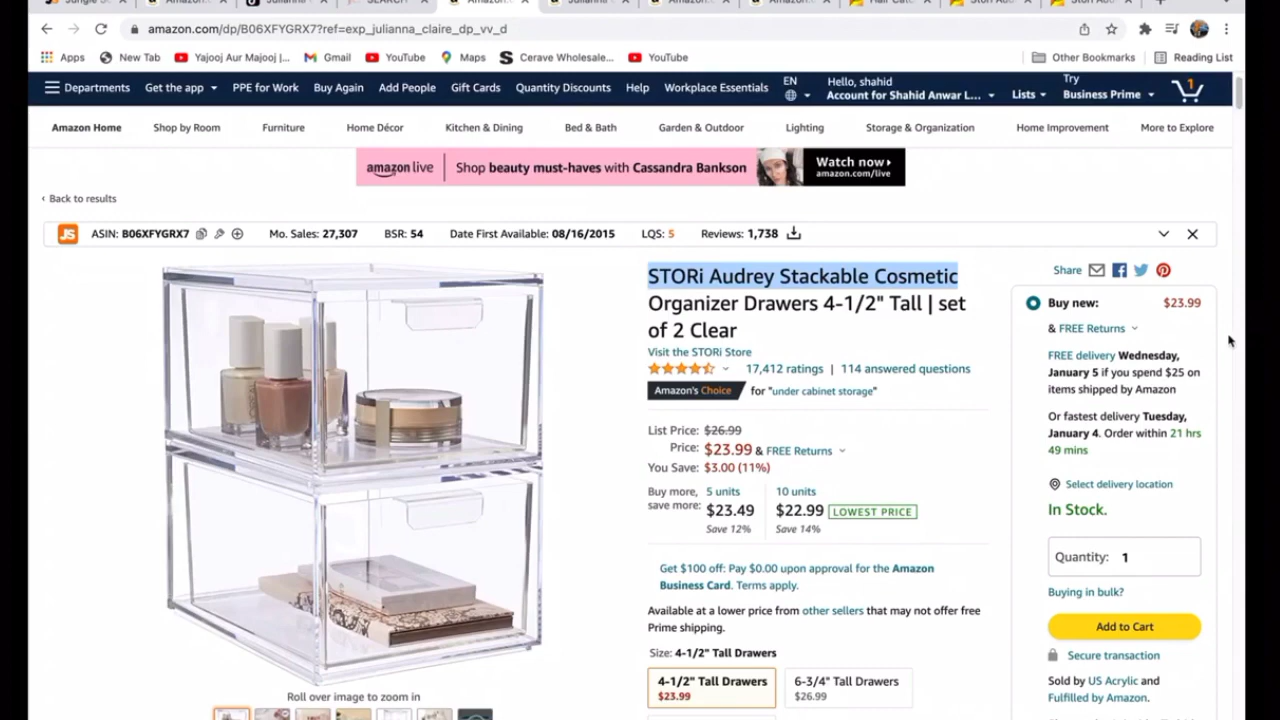 amazon.com/dp/B06XFYGRX7?ref=exp_julianna_claire_dp_vv_d
Apps
New Tab
Yajooj Aur Majooj |...
Gmail
YouTube
Maps
Cerave Wholesale...
YouTube
Other Bookmarks
Reading List
Departments
Get the app
PPE for Work
Buy Again
Add People
Gift Cards
Quantity Discounts
Help
Workplace Essentials
EN
Hello, shahid
Account for Shahid Anwar L...
Lists
Try
Business Prime
1
Amazon Home
Shop by Room
Furniture
Home Décor
Kitchen & Dining
Bed & Bath
Garden & Outdoor
Lighting
Storage & Organization
Home Improvement
More to Explore
amazon live
Shop beauty must-haves with Cassandra Bankson
Watch now
amazon.com/live
‹ Back to results
JS
ASIN: B06XFYGRX7
Mo. Sales: 27,307
BSR: 54
Date First Available: 08/16/2015
LQS: 5
Reviews: 1,738
STORi Audrey Stackable Cosmetic
Organizer Drawers 4-1/2" Tall | set
of 2 Clear
Visit the STORi Store
17,412 ratings | 114 answered questions
Amazon's Choice for "under cabinet storage"
List Price: $26.99
Price: $23.99 & FREE Returns
You Save: $3.00 (11%)
Buy more,
save more:
5 units
$23.49
Save 12%
10 units
$22.99 LOWEST PRICE
Save 14%
Get $100 off: Pay $0.00 upon approval for the Amazon
Business Card. Terms apply.
Available at a lower price from other sellers that may not offer free
Prime shipping.
Size: 4-1/2" Tall Drawers
4-1/2" Tall Drawers
$23.99
6-3/4" Tall Drawers
$26.99
Roll over image to zoom in
Share
Buy new: $23.99
& FREE Returns
FREE delivery Wednesday,
January 5 if you spend $25 on
items shipped by Amazon
Or fastest delivery Tuesday,
January 4. Order within 21 hrs
49 mins
Select delivery location
In Stock.
Quantity: 1
Buying in bulk?
Add to Cart
Secure transaction
Sold by US Acrylic and
Fulfilled by Amazon.